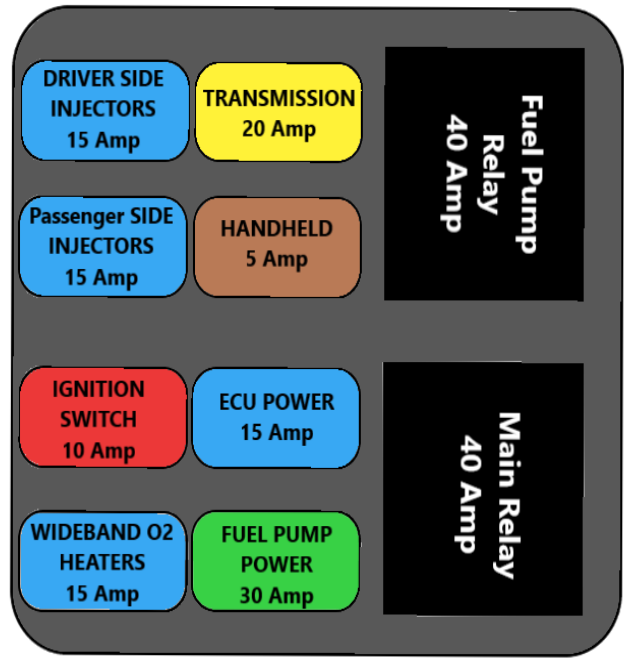 DRIVER SIDE
INJECTORS
15 Amp
TRANSMISSION
20 Amp
Fuel Pump
Relay
40 Amp
Passenger SIDE
INJECTORS
15 Amp
HANDHELD
5 Amp
IGNITION
SWITCH
10 Amp
ECU POWER
15 Amp
Main Relay
40 Amp
WIDEBAND O2
HEATERS
15 Amp
FUEL PUMP
POWER
30 Amp